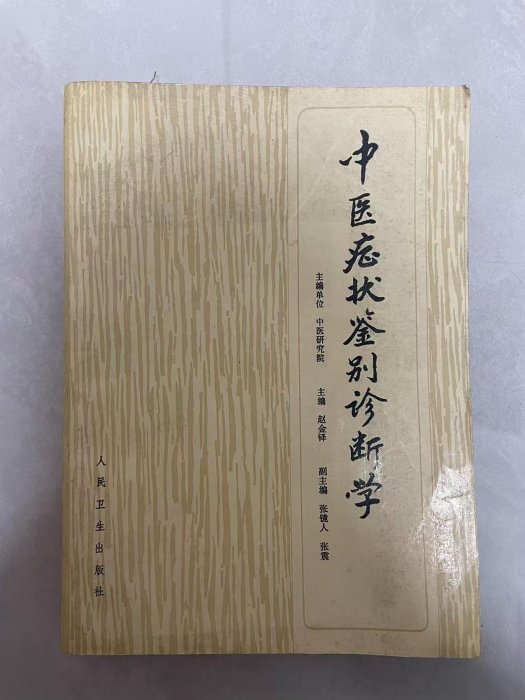 中医症状鉴别诊断学
主编单位 中医研究院
主编 赵金铎
副主编 张镜人 张震
人民卫生出版社